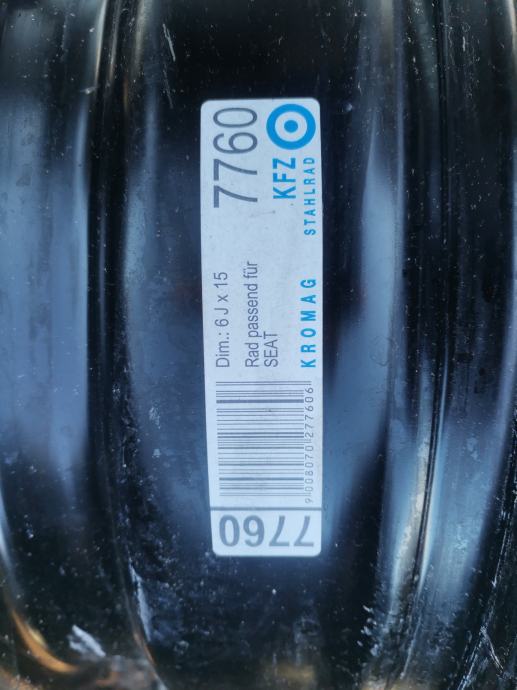 7760
KFZ
STAHLRAD
Dim.: 6 J x 15
Rad passend für
SEAT
KROMAG
9 008070 277606
7760